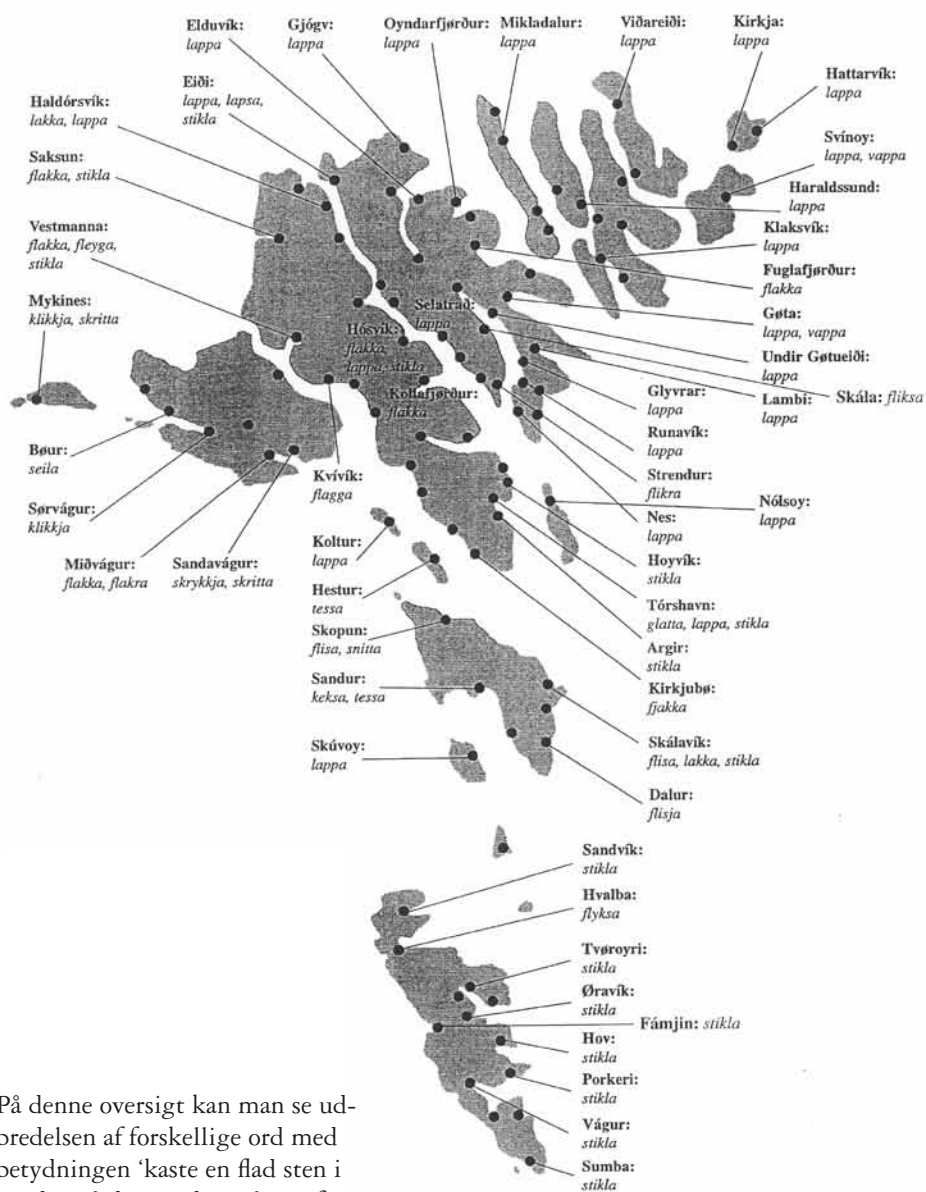 Elduvík:
lappa
Gjógv:
lappa
Oyndarfjørður:
lappa
Mikladalur:
lappa
Viðareiði:
lappa
Kirkja:
lappa
Hattarvík:
lappa
Eiði:
lappa, lapsa,
stikla
Haldórsvík:
lakka, lappa
Svínoy:
lappa, vappa
Saksun:
flakka, stikla
Haraldssund:
lappa
Vestmanna:
flakka, fleyga,
stikla
Klaksvík:
lappa
Fuglafjørður:
flakka
Mykines:
klikkja, skritta
Selatrað:
lappa
Gøta:
lappa, vappa
Hósvík:
flakka,
lappa, stikla
Undir Gøtueiði:
lappa
Kollafjørður:
flakka
Glyvrar:
lappa
Lambi:
lappa
Skála: fliksa
Runavík:
lappa
Bøur:
seila
Kvívík:
flagga
Strendur:
flikra
Sørvágur:
klikkja
Nes:
lappa
Nólsoy:
lappa
Miðvágur:
flakka, flakra
Sandavágur:
skrykkja, skritta
Koltur:
lappa
Hoyvík:
stikla
Hestur:
tessa
Tórshavn:
glatta, lappa, stikla
Skopun:
flisa, snitta
Argir:
stikla
Sandur:
keksa, tessa
Kirkjubø:
fjakka
Skúvoy:
lappa
Skálavík:
flisa, lakka, stikla
Dalur:
flisja
Sandvík:
stikla
Hvalba:
flyksa
Tvøroyri:
stikla
Øravík:
stikla
Fámjin: stikla
Hov:
stikla
Porkeri:
stikla
Vágur:
stikla
Sumba:
stikla
På denne oversigt kan man se ud-
bredelsen af forskellige ord med
betydningen ‘kaste en flad sten i